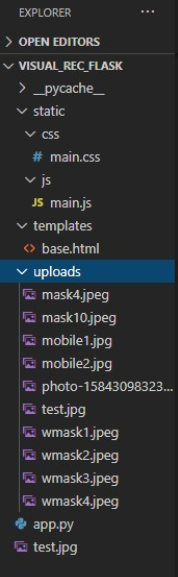 EXPLORER ...
OPEN EDITORS
VISUAL_REC_FLASK
__pycache__
static
css
# main.css
js
JS main.js
templates
<> base.html
uploads
mask4.jpeg
mask10.jpeg
mobile1.jpg
mobile2.jpg
photo-15843098323...
test.jpg
wmask1.jpeg
wmask2.jpeg
wmask3.jpeg
wmask4.jpeg
app.py
test.jpg